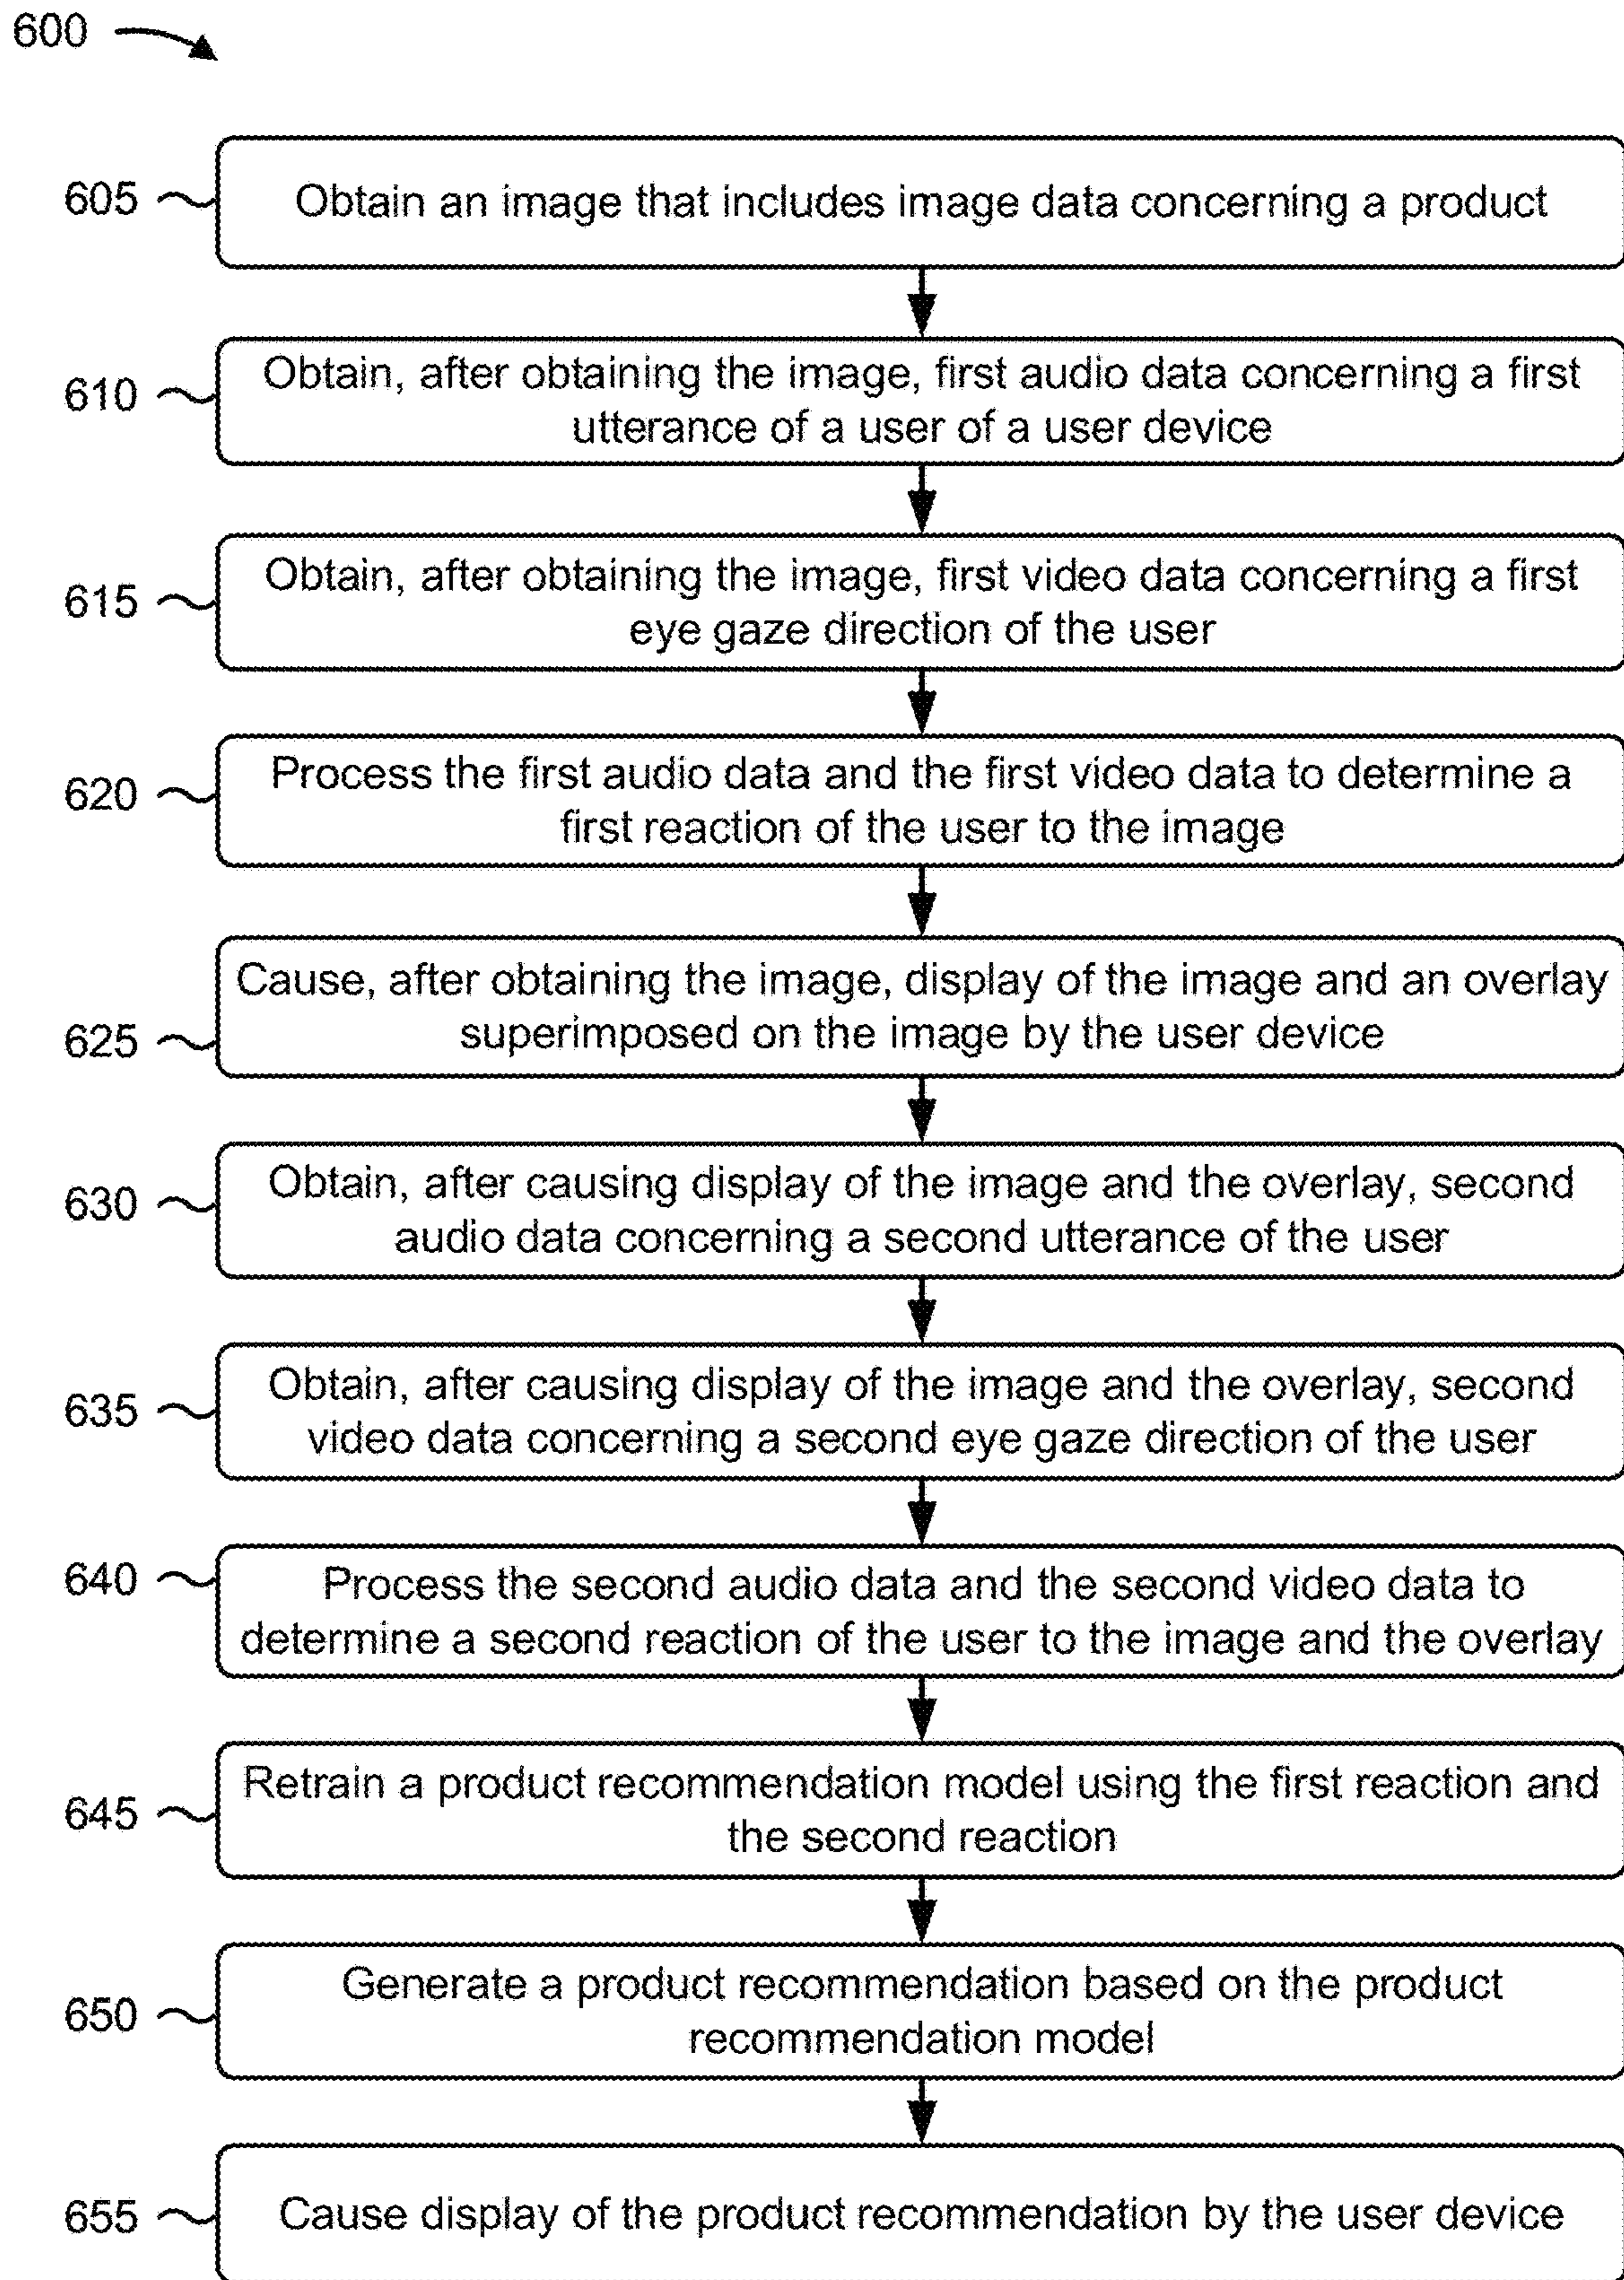 600
605
Obtain an image that includes image data concerning a product
610
Obtain, after obtaining the image, first audio data concerning a first
utterance of a user of a user device
615
Obtain, after obtaining the image, first video data concerning a first
eye gaze direction of the user
620
Process the first audio data and the first video data to determine a
first reaction of the user to the image
625
Cause, after obtaining the image, display of the image and an overlay
superimposed on the image by the user device
630
Obtain, after causing display of the image and the overlay, second
audio data concerning a second utterance of the user
635
Obtain, after causing display of the image and the overlay, second
video data concerning a second eye gaze direction of the user
640
Process the second audio data and the second video data to
determine a second reaction of the user to the image and the overlay
645
Retrain a product recommendation model using the first reaction and
the second reaction
650
Generate a product recommendation based on the product
recommendation model
655
Cause display of the product recommendation by the user device